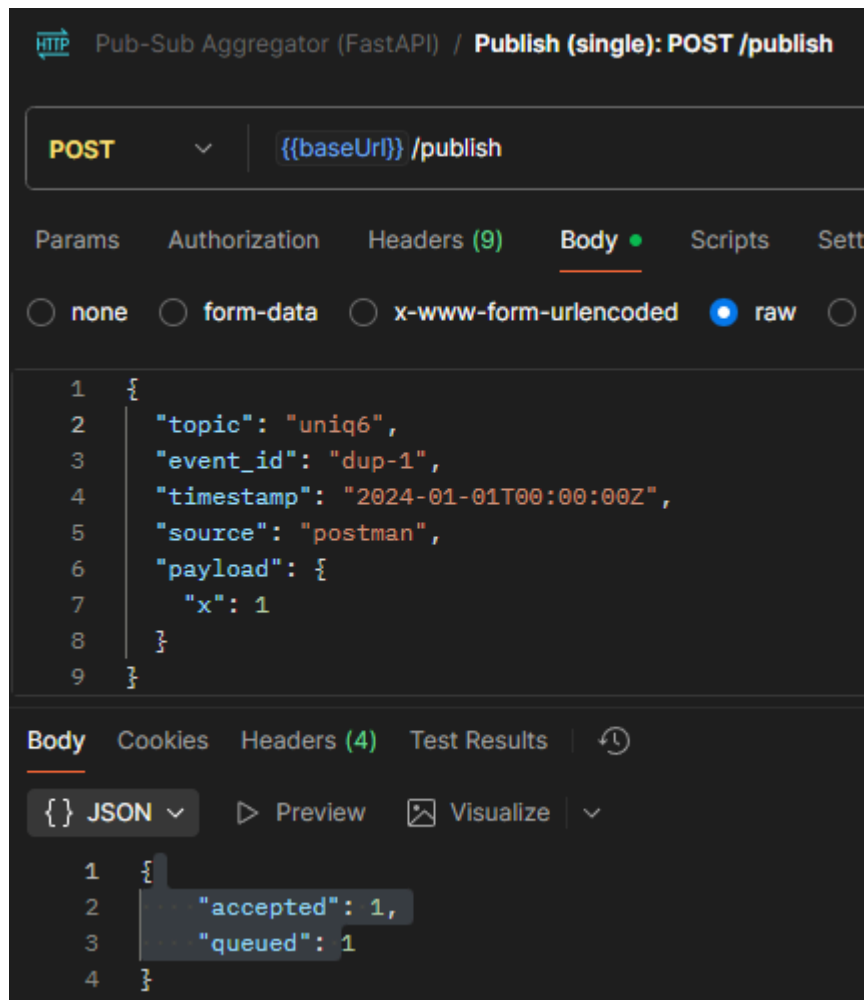 HTTP Pub-Sub Aggregator (FastAPI) / Publish (single): POST /publish
POST {{baseUrl}} /publish
Params Authorization Headers (9) Body Scripts Sett
none form-data x-www-form-urlencoded raw
1 {
2 "topic": "uniq6",
3 "event_id": "dup-1",
4 "timestamp": "2024-01-01T00:00:00Z",
5 "source": "postman",
6 "payload": {
7 "x": 1
8 }
9 }
Body Cookies Headers (4) Test Results
{} JSON Preview Visualize
1 {
2 "accepted": 1,
3 "queued": 1
4 }